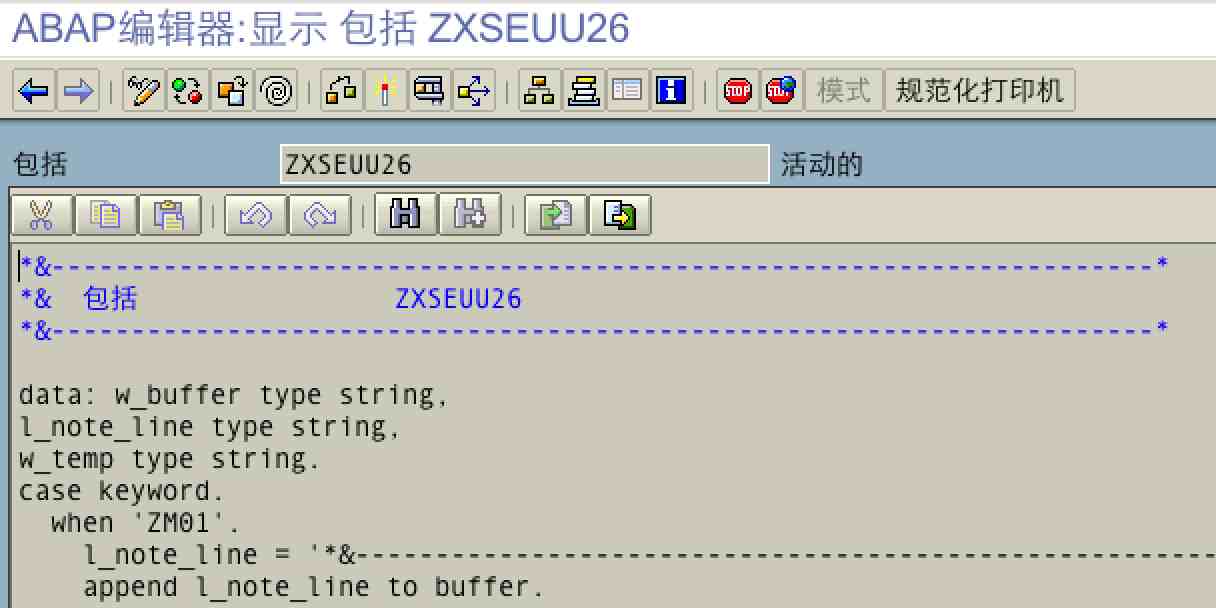 ABAP编辑器:显示 包括 ZXSEUU26
模式 规范化打印机
包括 ZXSEUU26 活动的
*&---------------------------------------------------------------------*
*& 包括 ZXSEUU26
*&---------------------------------------------------------------------*
data: w_buffer type string,
l_note_line type string,
w_temp type string.
case keyword.
when 'ZM01'.
l_note_line = '*&------------------------------------------------------
append l_note_line to buffer.